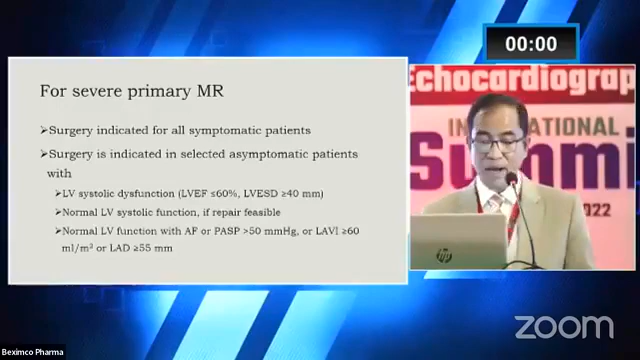 00:00
For severe primary MR
➢Surgery indicated for all symptomatic patients
➢Surgery is indicated in selected asymptomatic patients
with
➢LV systolic dysfunction (LVEF ≤60%, LVESD ≥40 mm)
➢Normal LV systolic function, if repair feasible
➢Normal LV function with AF or PASP >50 mmHg, or LAVI ≥60
ml/m² or LAD ≥55 mm
Echocardiograp
INTERNATIONAL
Summi
2022
hp
zoom
Beximco Pharma